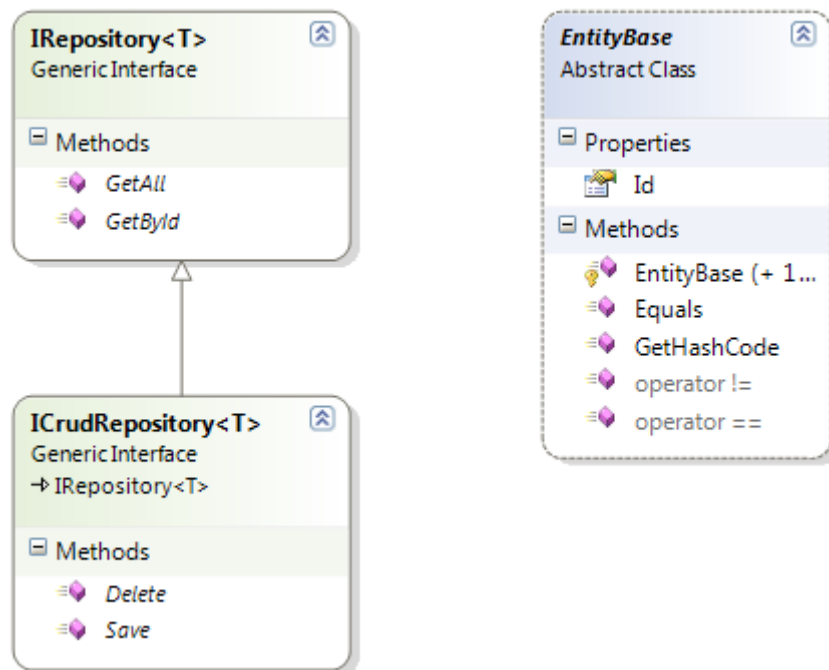 IRepository<T>
Generic Interface
Methods
GetAll
GetById
ICrudRepository<T>
Generic Interface
IRepository<T>
Methods
Delete
Save
EntityBase
Abstract Class
Properties
Id
Methods
EntityBase (+ 1...
Equals
GetHashCode
operator !=
operator ==